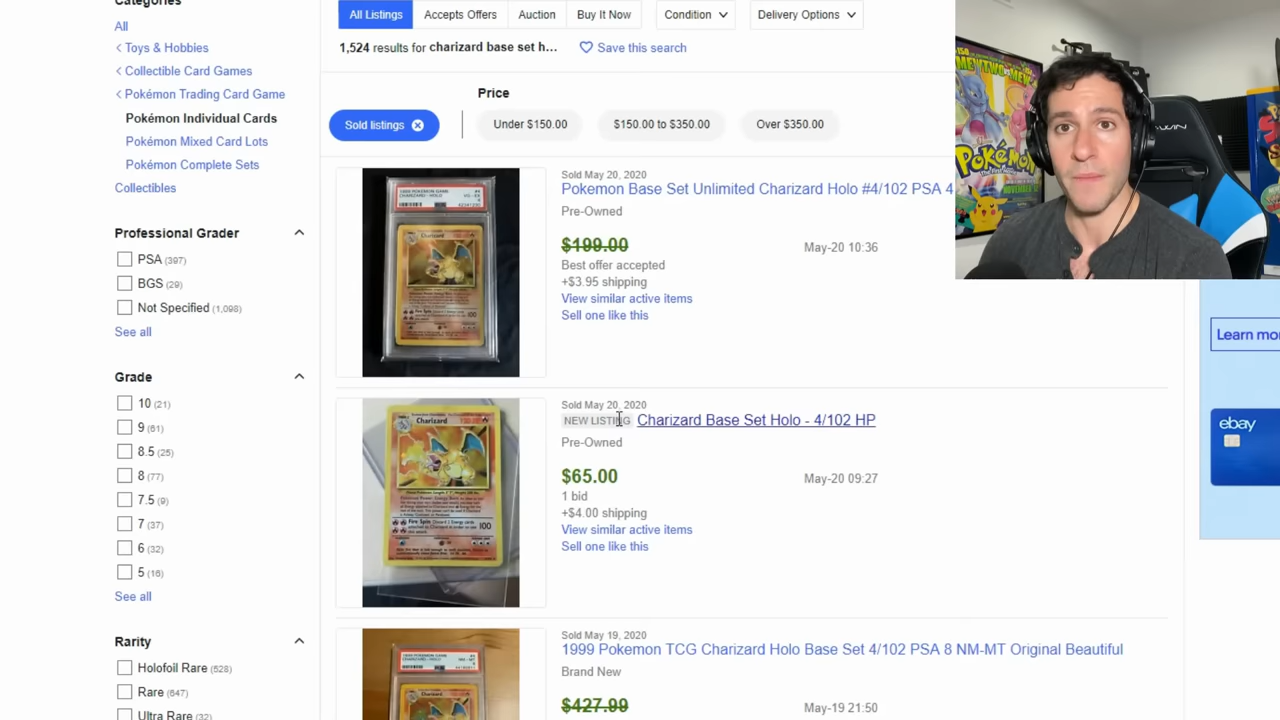 Categories
All
< Toys & Hobbies
< Collectible Card Games
< Pokémon Trading Card Game
Pokémon Individual Cards
Pokémon Mixed Card Lots
Pokémon Complete Sets
Collectibles
Professional Grader
PSA (397)
BGS (29)
Not Specified (1,098)
See all
Grade
10 (21)
9 (61)
8.5 (25)
8 (77)
7.5 (9)
7 (37)
6 (32)
5 (16)
See all
Rarity
Holofoil Rare (528)
Rare (647)
Ultra Rare (32)
All Listings
Accepts Offers
Auction
Buy It Now
Condition
Delivery Options
1,524 results for charizard base set h...
Save this search
Price
Sold listings
Under $150.00
$150.00 to $350.00
Over $350.00
Sold May 20, 2020
Pokemon Base Set Unlimited Charizard Holo #4/102 PSA 4
Pre-Owned
$199.00
May-20 10:36
Best offer accepted
+$3.95 shipping
View similar active items
Sell one like this
Charizard
Sold May 20, 2020
NEW LISTING Charizard Base Set Holo - 4/102 HP
Pre-Owned
$65.00
May-20 09:27
1 bid
+$4.00 shipping
View similar active items
Sell one like this
Charizard
Fire Spin
100
Sold May 19, 2020
1999 Pokemon TCG Charizard Holo Base Set 4/102 PSA 8 NM-MT Original Beautiful
Brand New
$427.99
May-19 21:50
Pokémon
Learn mo
ebay